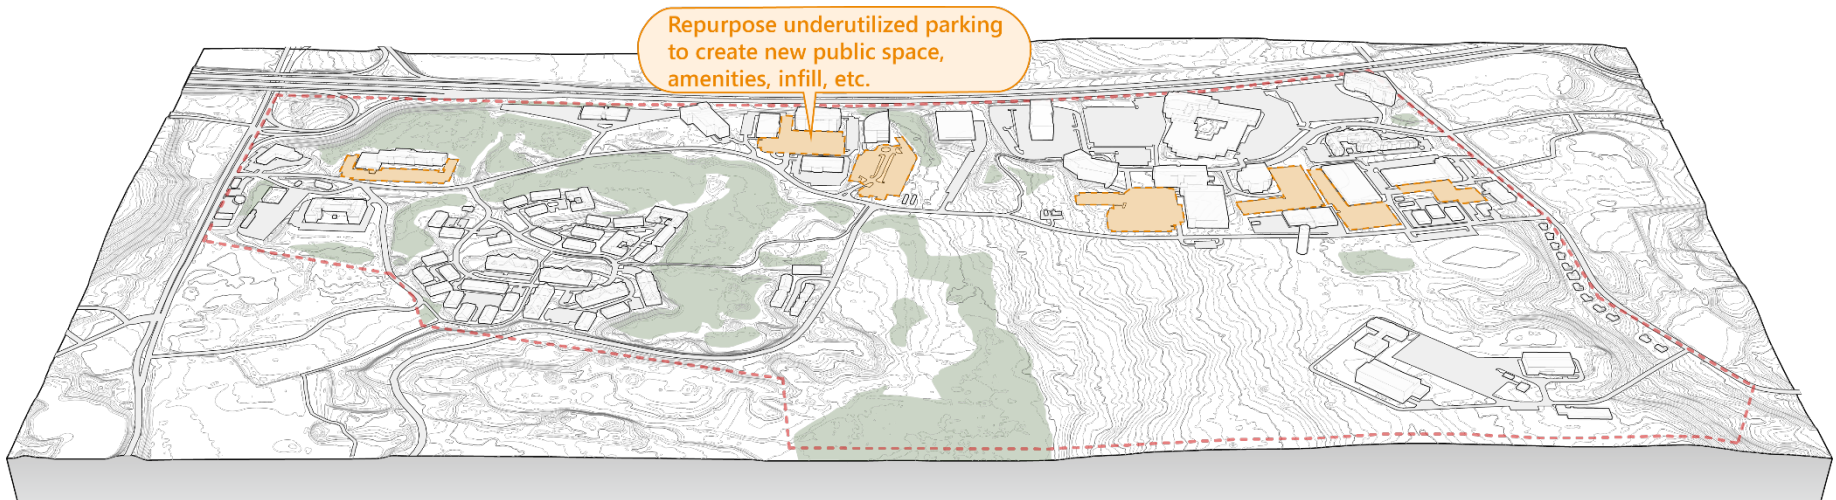 Repurpose underutilized parking
to create new public space,
amenities, infill, etc.